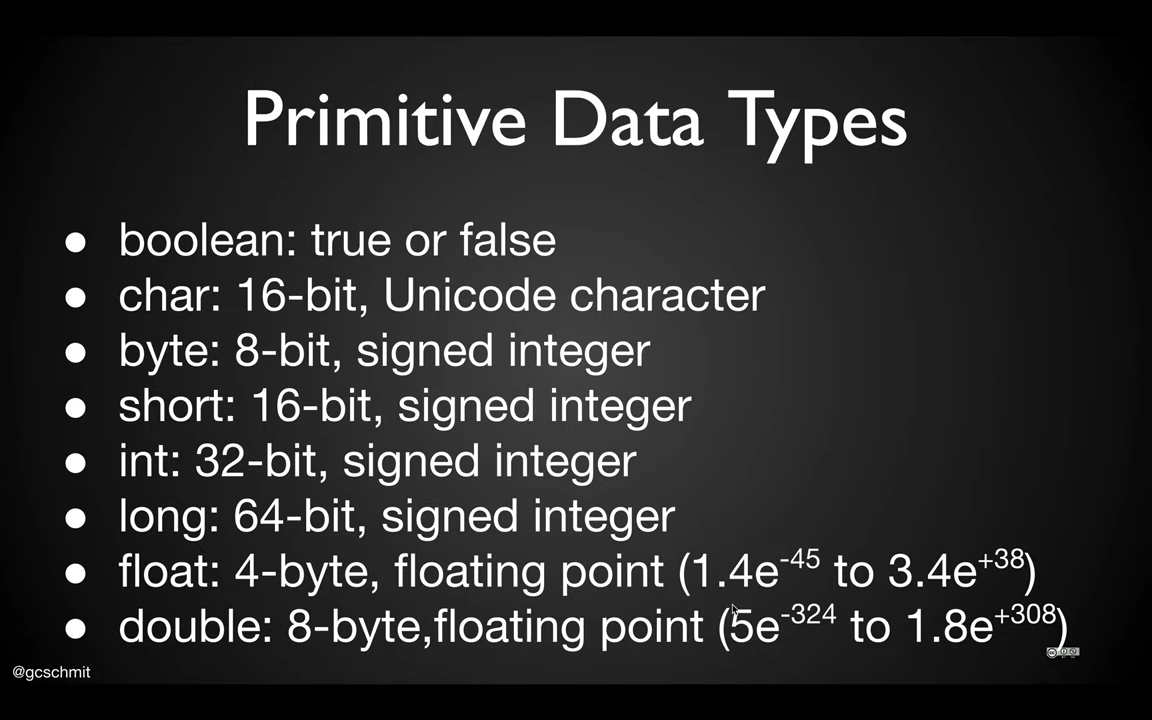 Primitive Data Types
● boolean: true or false
● char: 16-bit, Unicode character
● byte: 8-bit, signed integer
● short: 16-bit, signed integer
● int: 32-bit, signed integer
● long: 64-bit, signed integer
● float: 4-byte, floating point (1.4e⁻⁴⁵ to 3.4e⁺³⁸)
● double: 8-byte,floating point (5e⁻³²⁴ to 1.8e⁺³⁰⁸)
@gcschmit